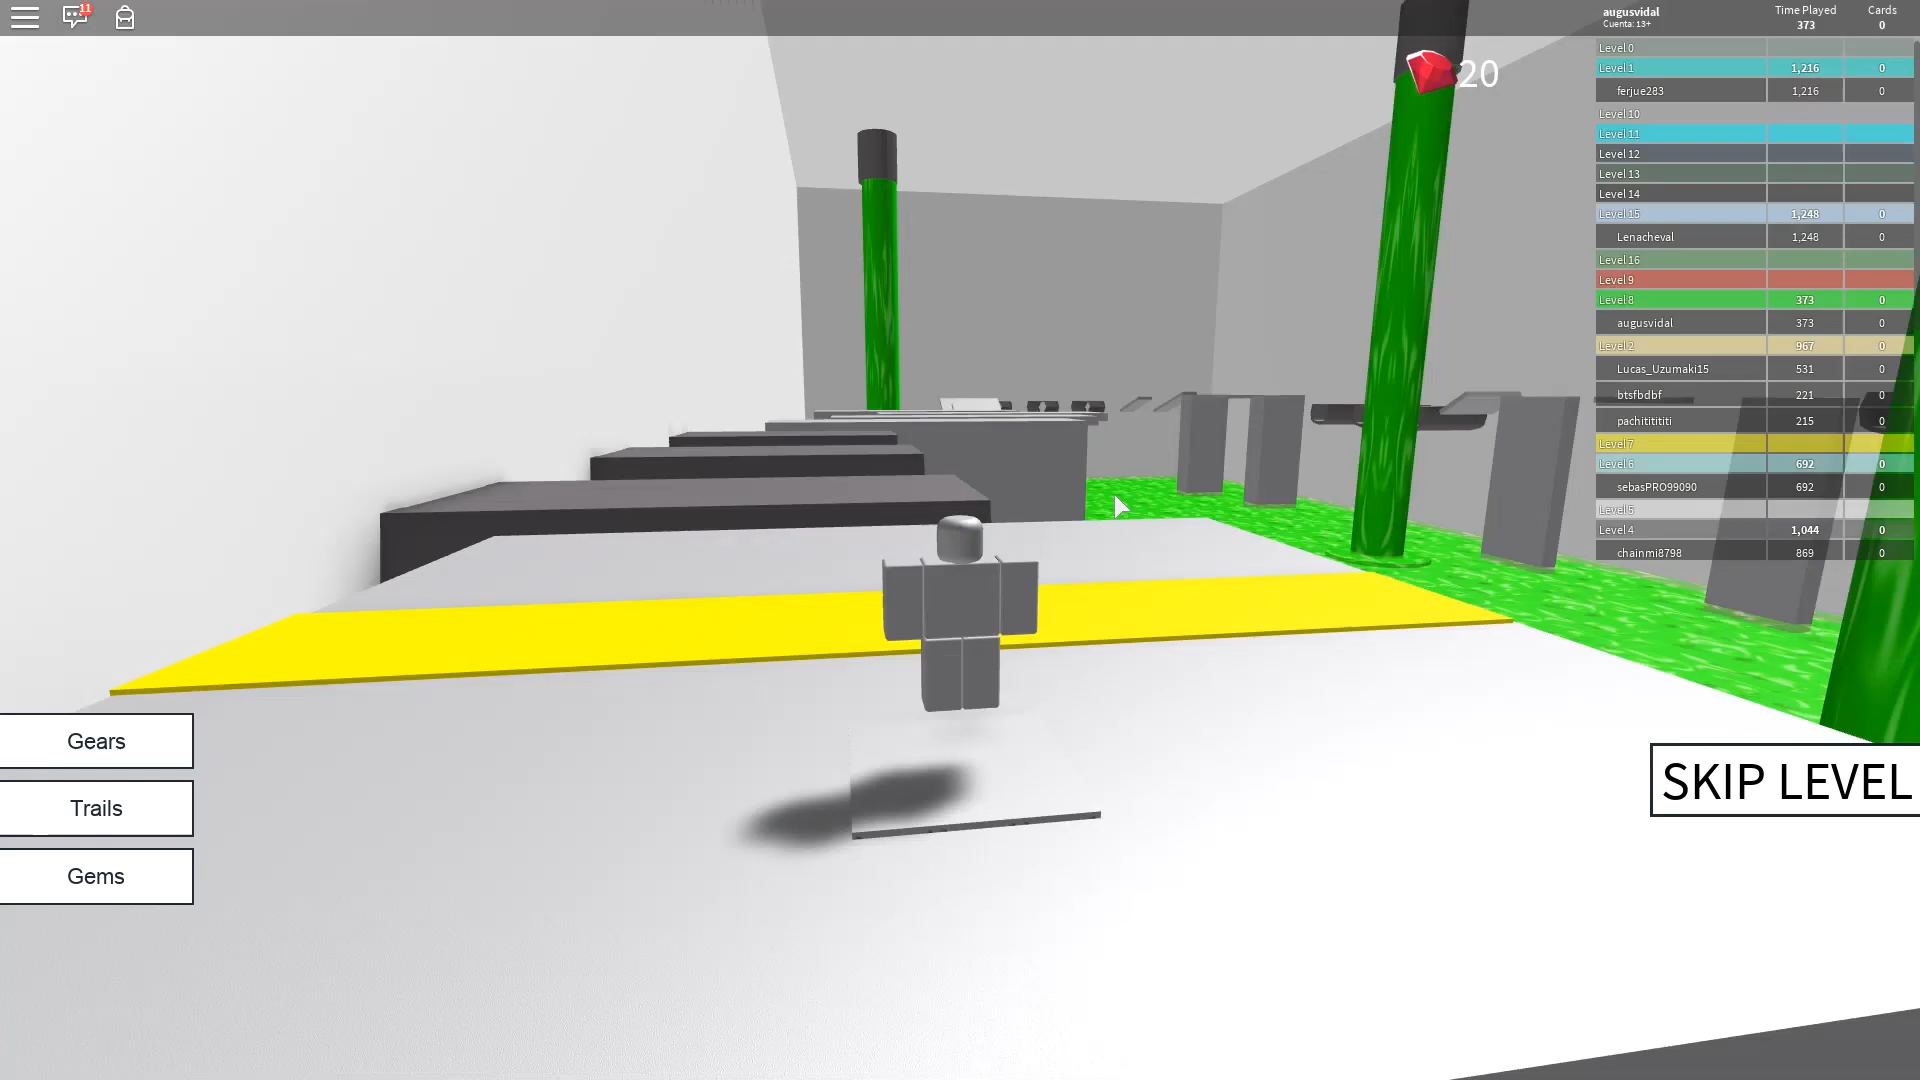 11
augusvidal Time Played Cards
Cuenta: 13+ 373 0
20
Level 0
Level 1 1,216 0
ferjue283 1,216 0
Level 10
Level 11
Level 12
Level 13
Level 14
Level 15 1,248 0
Lenacheval 1,248 0
Level 16
Level 9
Level 8 373 0
augusvidal 373 0
Level 2 967 0
Lucas_Uzumaki15 531 0
btsfbdbf 221 0
pachitititiiti 215 0
Level 7
Level 6 692 0
sebasPRO99090 692 0
Level 5
Level 4 1,044 0
chainmi8798 869 0
Gears
Trails
Gems
SKIP LEVEL